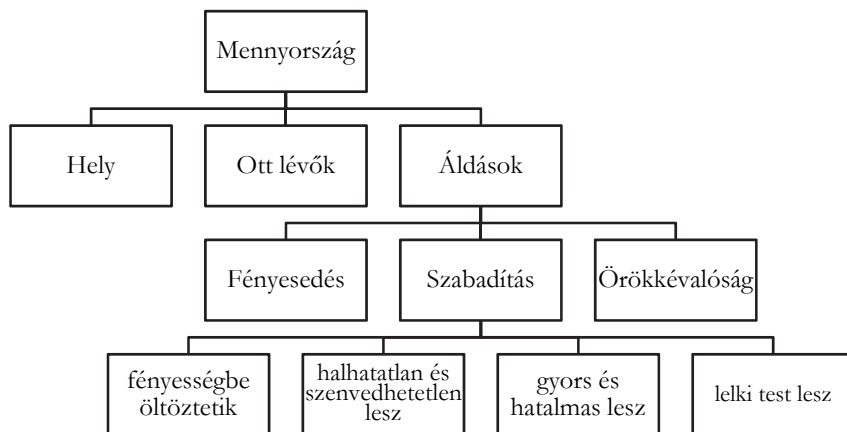 Mennyország
Hely
Ott lévők
Áldások
Fényesedés
Szabadítás
Örökkévalóság
fényességbe
öltöztetik
halhatatlan és
szenvedhetetlen
lesz
gyors és
hatalmas lesz
lelki test lesz